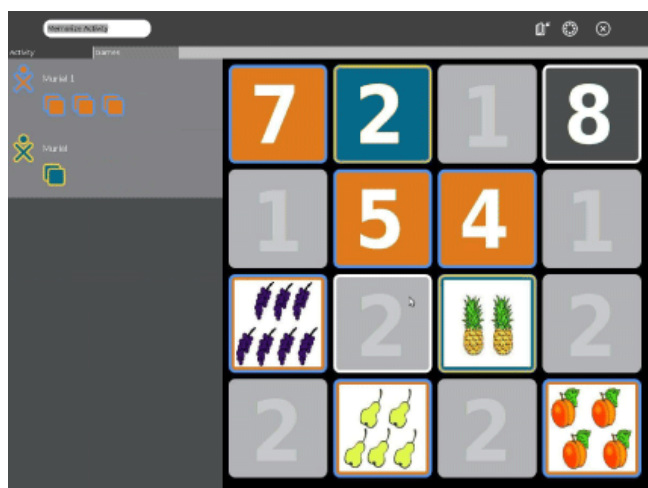 Memorize Activity
Activity Games
Muriel 1
Muriel
7 2 1 8
1 5 4 1
2 2
2 2